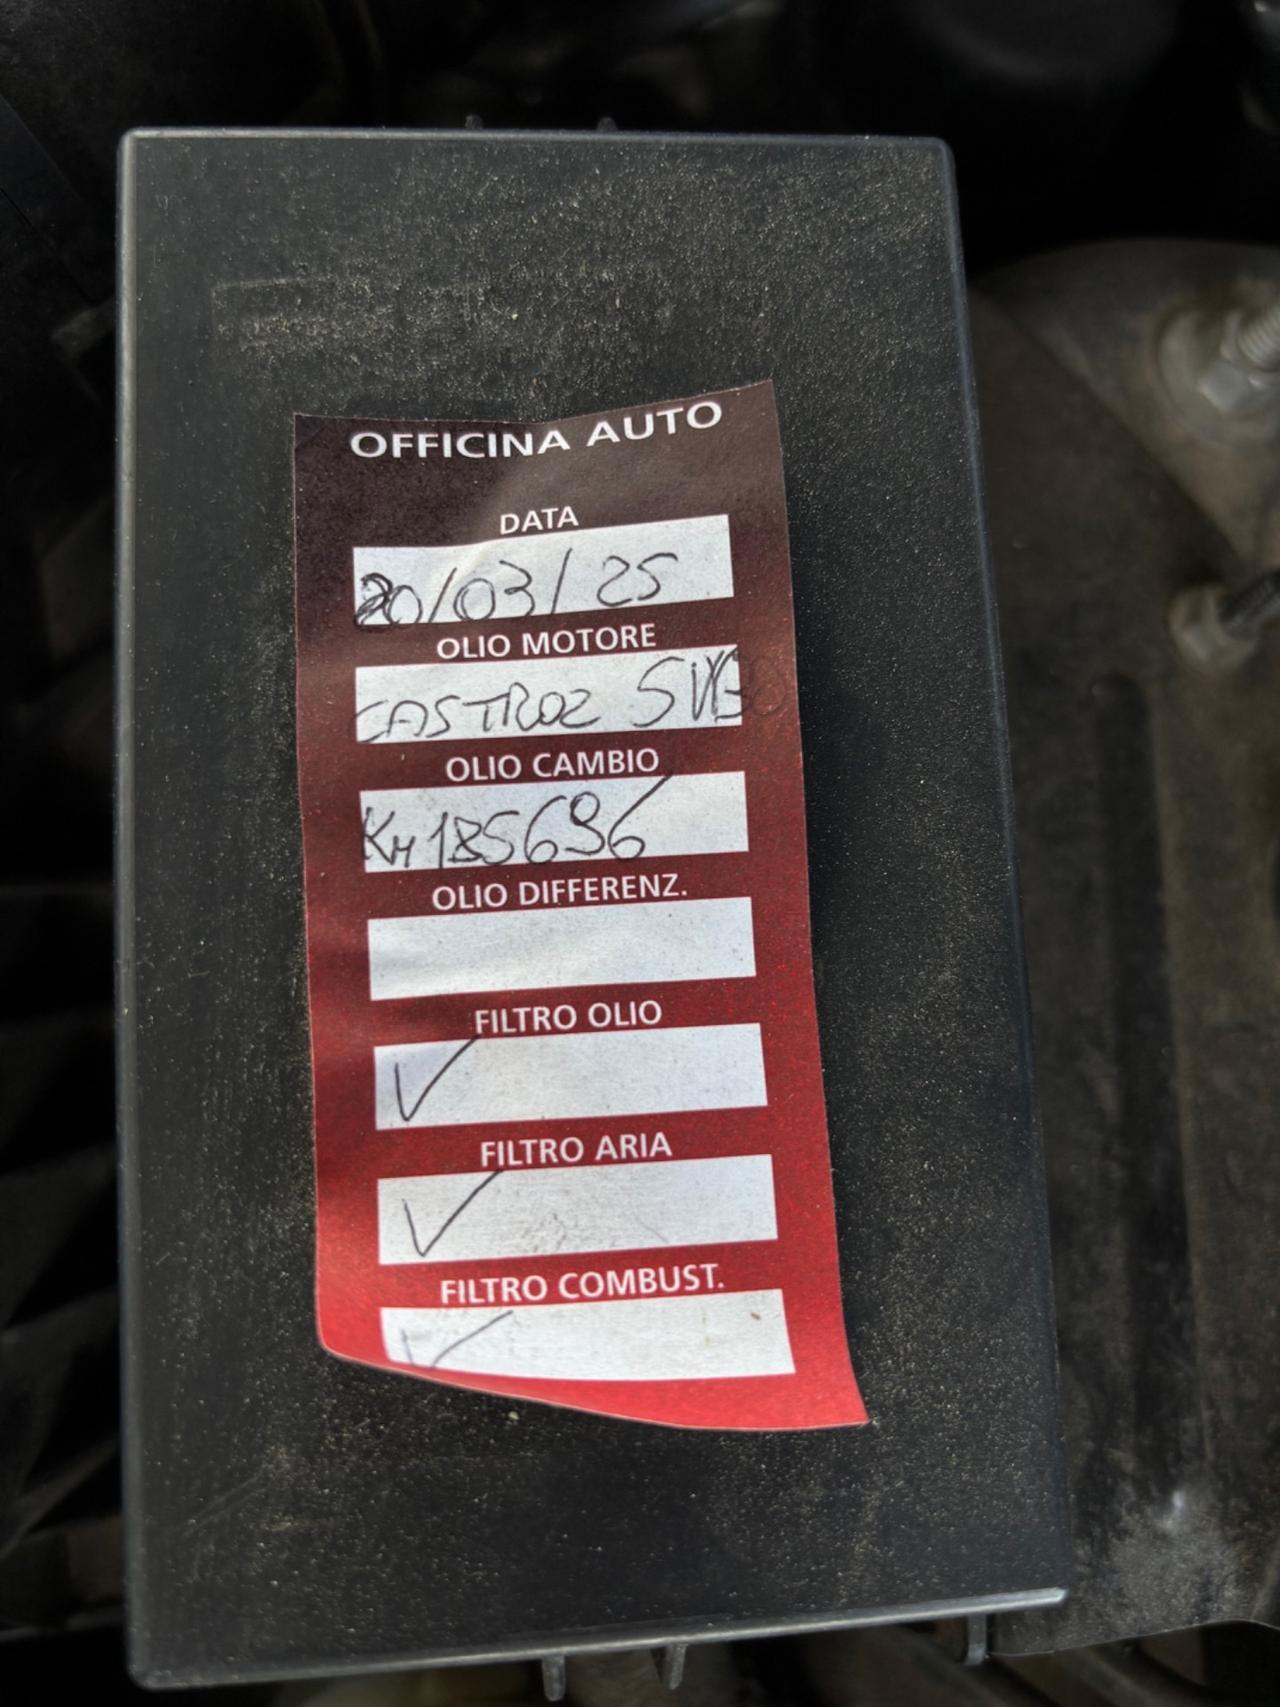 OFFICINA AUTO
DATA
20/03/25
OLIO MOTORE
CASTROL 5W30
OLIO CAMBIO
KM 185696
OLIO DIFFERENZ.
FILTRO OLIO
✓
FILTRO ARIA
✓
FILTRO COMBUST.
✓